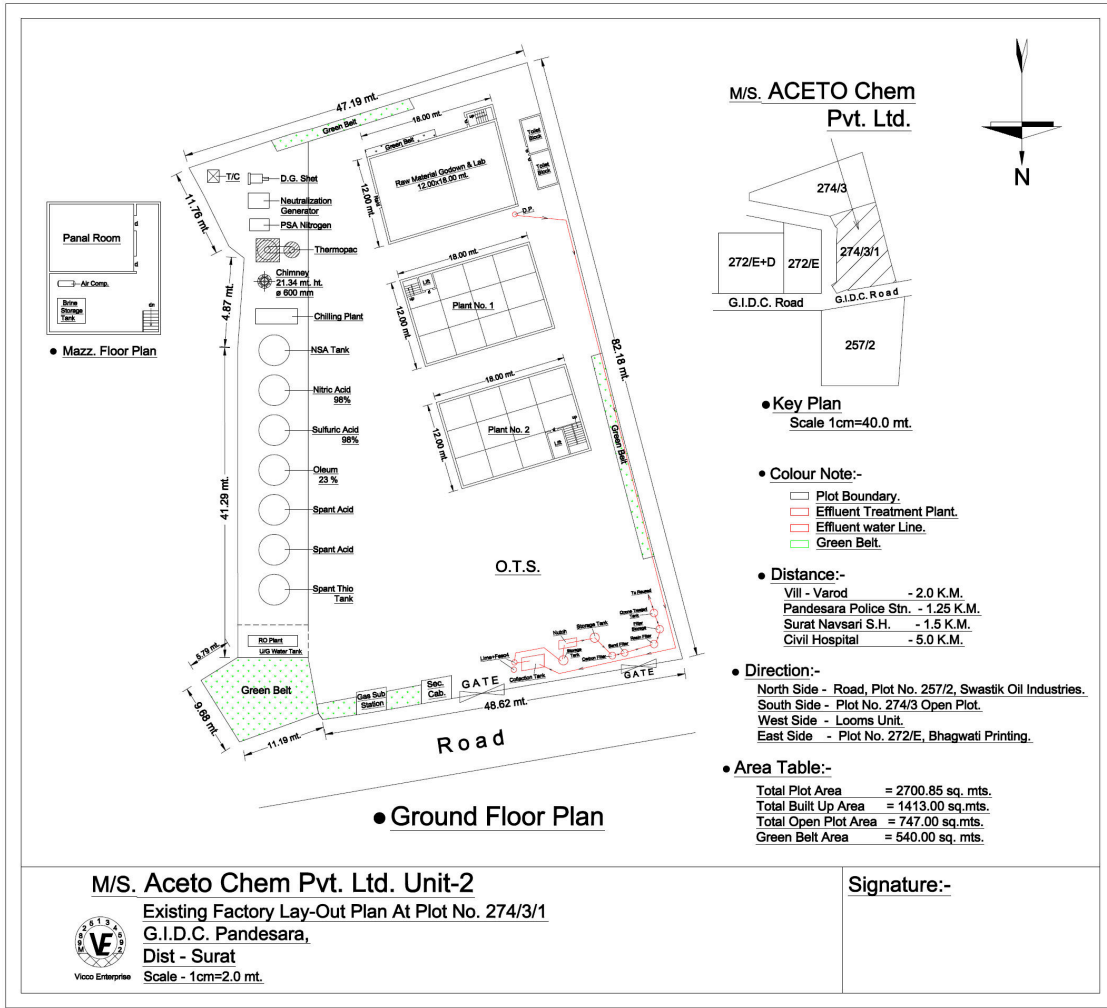 47.19 mt.
Green Belt
18.00 mt.
Green Belt
UP
Raw Material Godown & Lab
12.00x18.00 mt.
12.00 mt.
Toilet
Block
Toilet
Block
D.P.
11.76 mt.
T/C
D.G. Shet
Neutralization
Generator
PSA Nitrogen
Thermopac
Chimney
21.34 mt. ht.
ø 600 mm
Chilling Plant
NSA Tank
Nitric Acid
98%
Sulfuric Acid
98%
Oleum
23 %
Spant Acid
Spant Acid
Spant Thio
Tank
RO Plant
U/G Water Tank
4.87 mt.
41.29 mt.
5.79 mt.
9.68 mt.
Green Belt
11.19 mt.
18.00 mt.
Lift
Plant No. 1
12.00 mt.
18.00 mt.
Plant No. 2
Lift
12.00 mt.
82.18 mt.
Green Belt
O.T.S.
To Reused
Ozone Treated
Tank
Filter
Storage
Resin Filter
Sand Filter
Carbon Filter
Storage Tank
Nutch
Storage
Tank
Lime+Feso4
Collection Tank
Gas Sub
Station
Sec.
Cab.
GATE
GATE
48.62 mt.
Road
Panal Room
Air Comp.
Brine
Storage
Tank
Mazz. Floor Plan
Ground Floor Plan
M/S. ACETO Chem
Pvt. Ltd.
N
274/3
272/E+D
272/E
274/3/1
G.I.D.C. Road
G.I.D.C. Road
257/2
Key Plan
Scale 1cm=40.0 mt.
Colour Note:-
Plot Boundary.
Effluent Treatment Plant.
Effluent water Line.
Green Belt.
Distance:-
Vill - Varod - 2.0 K.M.
Pandesara Police Stn. - 1.25 K.M.
Surat Navsari S.H. - 1.5 K.M.
Civil Hospital - 5.0 K.M.
Direction:-
North Side - Road, Plot No. 257/2, Swastik Oil Industries.
South Side - Plot No. 274/3 Open Plot.
West Side - Looms Unit.
East Side - Plot No. 272/E, Bhagwati Printing.
Area Table:-
Total Plot Area = 2700.85 sq. mts.
Total Built Up Area = 1413.00 sq.mts.
Total Open Plot Area = 747.00 sq.mts.
Green Belt Area = 540.00 sq. mts.
M/S. Aceto Chem Pvt. Ltd. Unit-2
Existing Factory Lay-Out Plan At Plot No. 274/3/1
G.I.D.C. Pandesara,
Dist - Surat
Scale - 1cm=2.0 mt.
VE
Vicco Enterprise
Signature:-